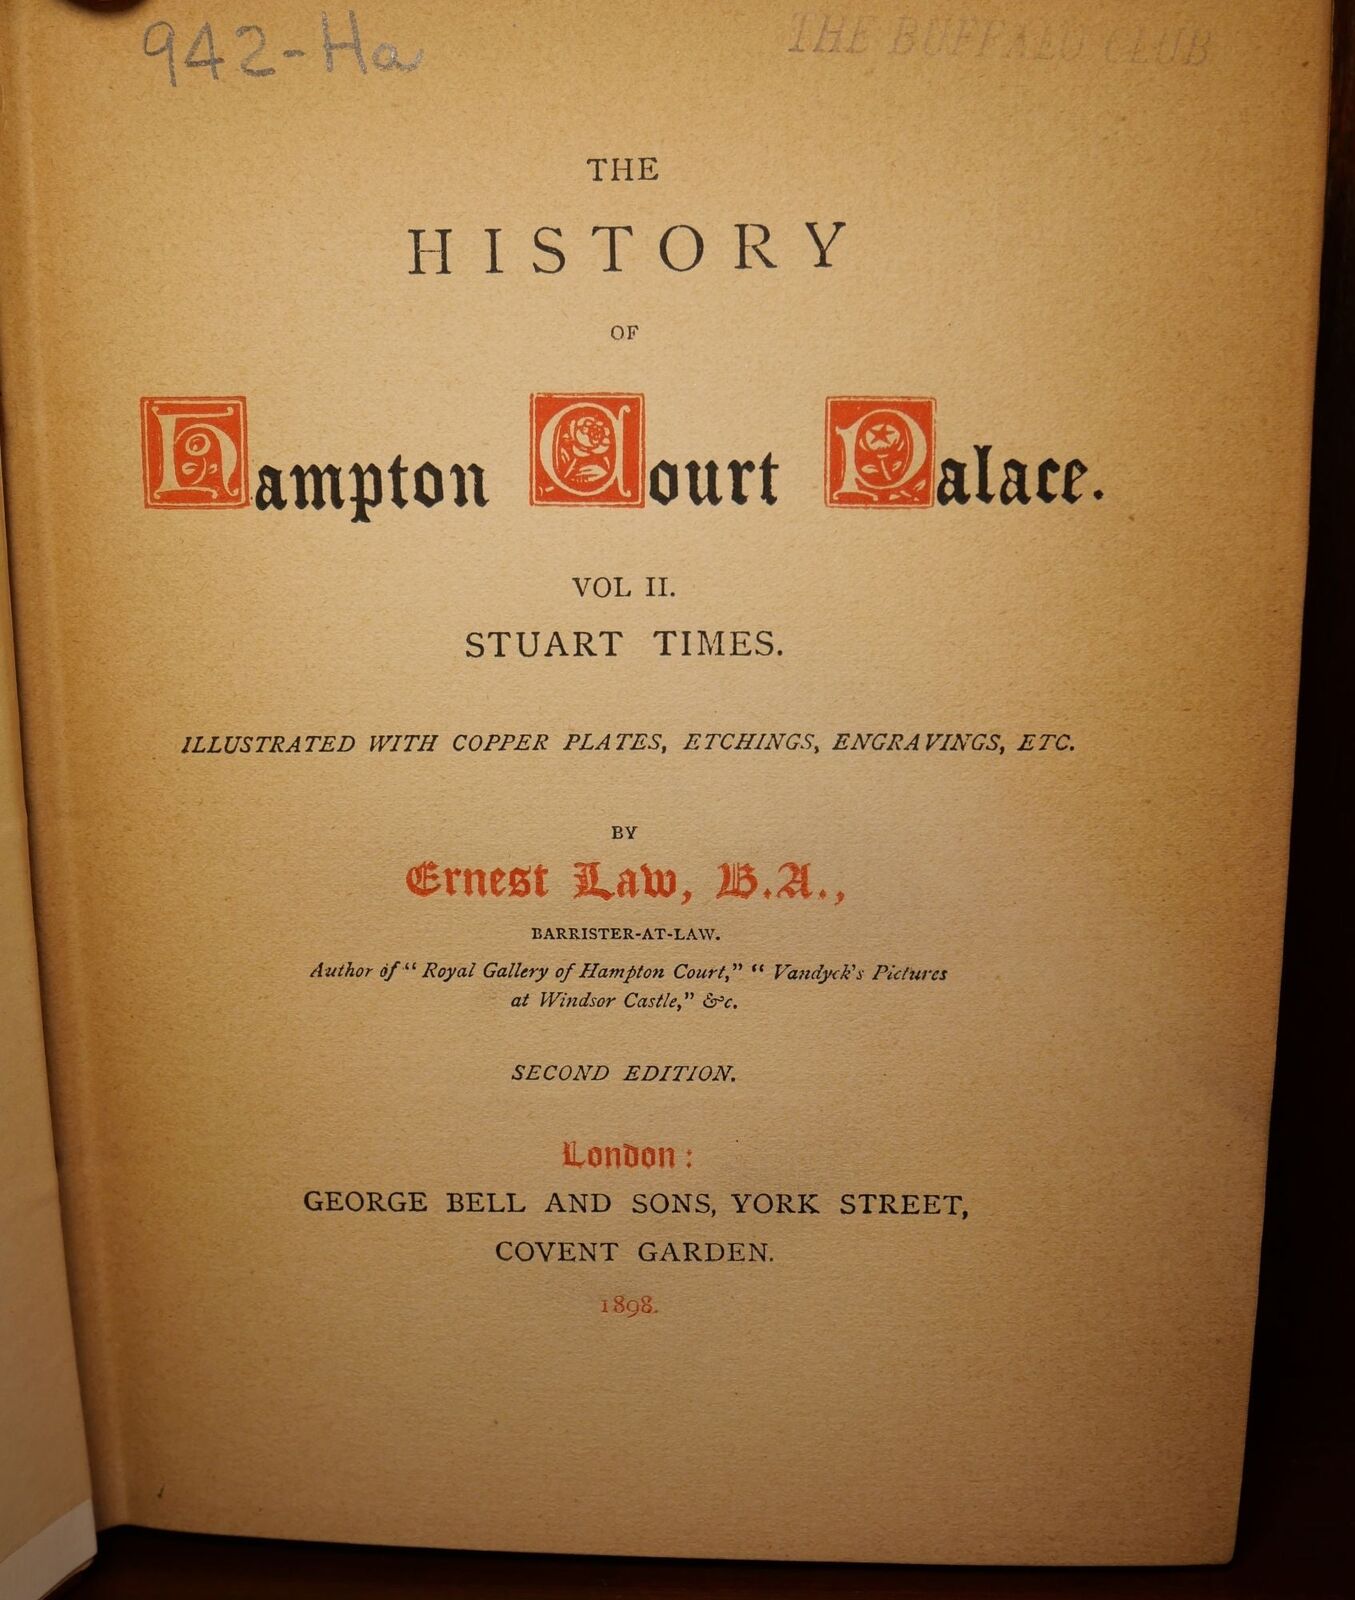 942-Ha
THE BUFFALO CLUB
THE
HISTORY
OF
Hampton Court Palace.
VOL II.
STUART TIMES.
ILLUSTRATED WITH COPPER PLATES, ETCHINGS, ENGRAVINGS, ETC.
BY
Ernest Law, B.A.,
BARRISTER-AT-LAW.
Author of "Royal Gallery of Hampton Court," "Vandyck's Pictures
at Windsor Castle," &c.
SECOND EDITION.
London:
GEORGE BELL AND SONS, YORK STREET,
COVENT GARDEN.
1898.